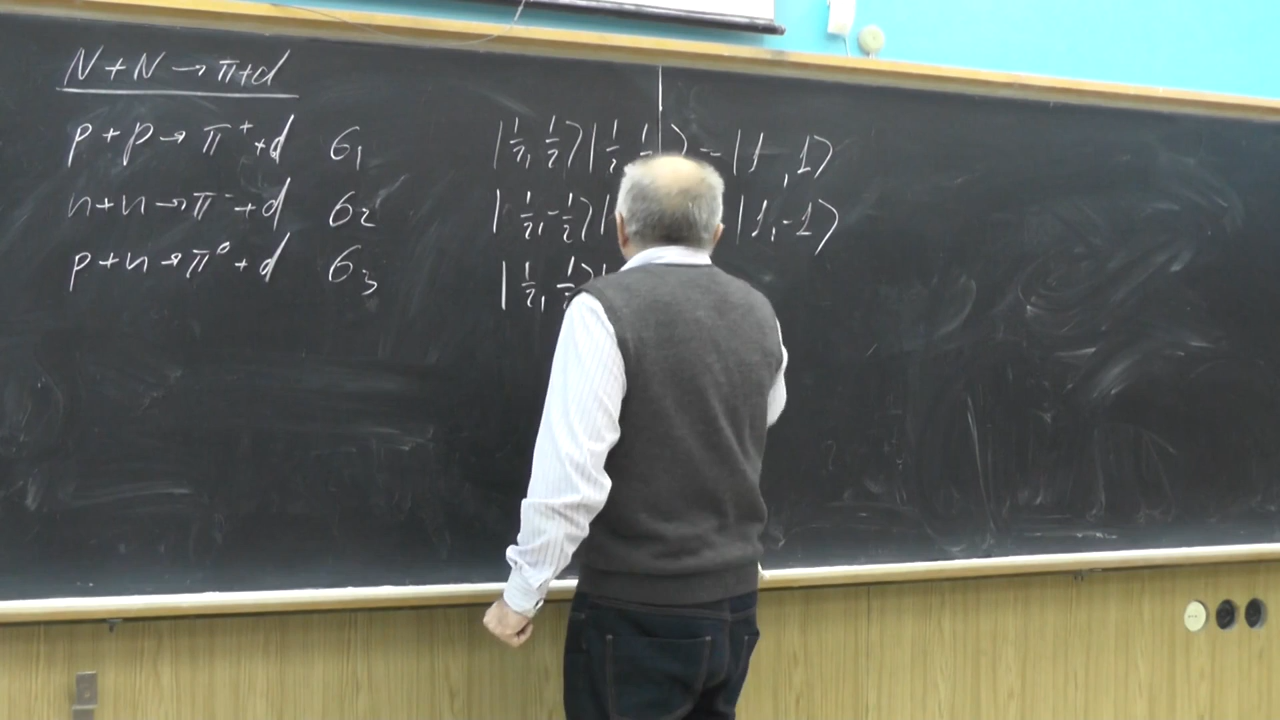 N+N→π+d
p+p→π⁺+d σ₁ |½,½⟩|½,½⟩=|1,1⟩
n+n→π⁻+d σ₂ |½,-½⟩| |1,-1⟩
p+n→π⁰+d σ₃ |½,½⟩